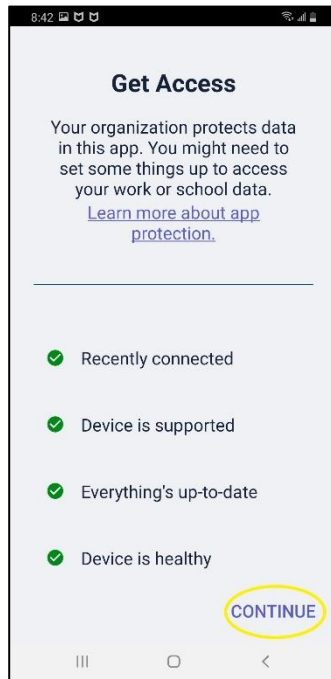 8:42
Get Access
Your organization protects data
in this app. You might need to
set some things up to access
your work or school data.
Learn more about app
protection.
Recently connected
Device is supported
Everything's up-to-date
Device is healthy
CONTINUE